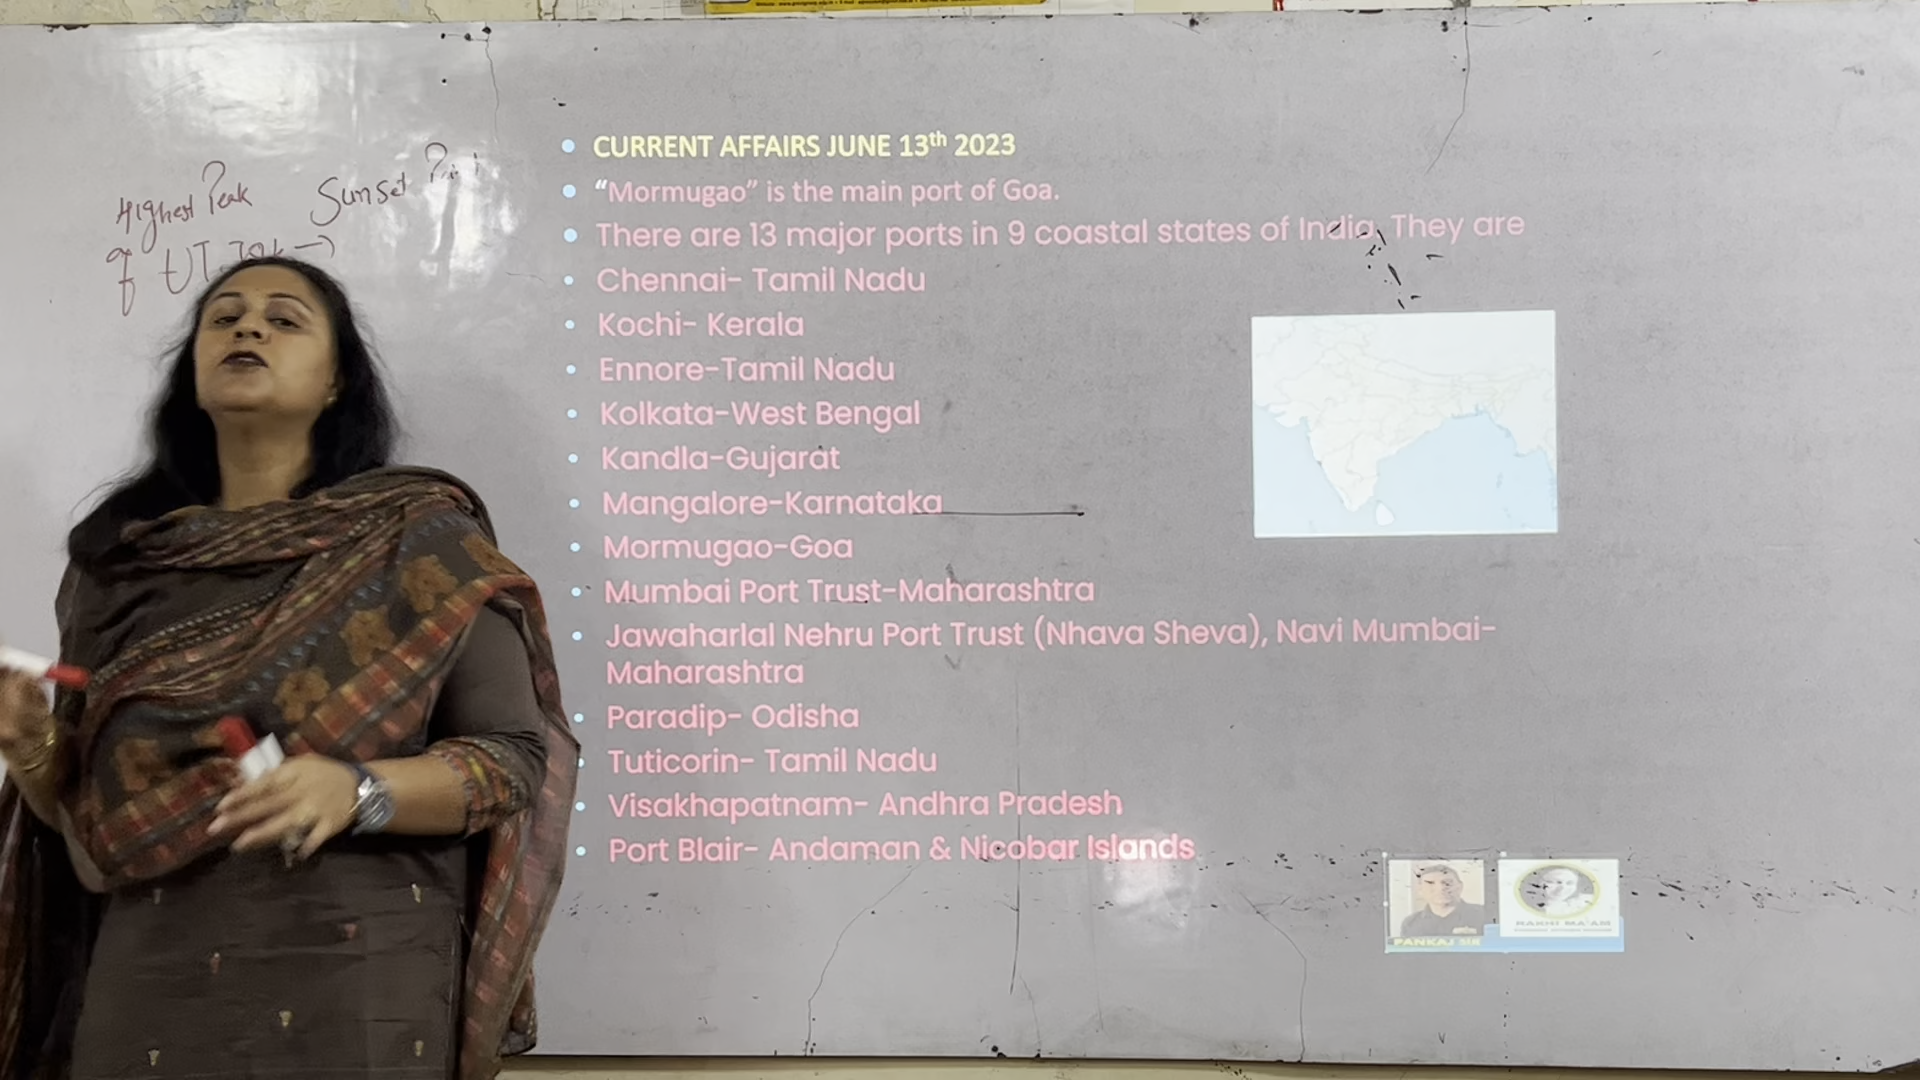 Highest Peak
of UT
Sunset
CURRENT AFFAIRS JUNE 13th 2023
“Mormugao” is the main port of Goa.
There are 13 major ports in 9 coastal states of India. They are
Chennai- Tamil Nadu
Kochi- Kerala
Ennore-Tamil Nadu
Kolkata-West Bengal
Kandla-Gujarat
Mangalore-Karnataka
Mormugao-Goa
Mumbai Port Trust-Maharashtra
Jawaharlal Nehru Port Trust (Nhava Sheva), Navi Mumbai-
Maharashtra
Paradip- Odisha
Tuticorin- Tamil Nadu
Visakhapatnam- Andhra Pradesh
Port Blair- Andaman & Nicobar Islands
PANKAJ SIR
RAKHI MA'AM